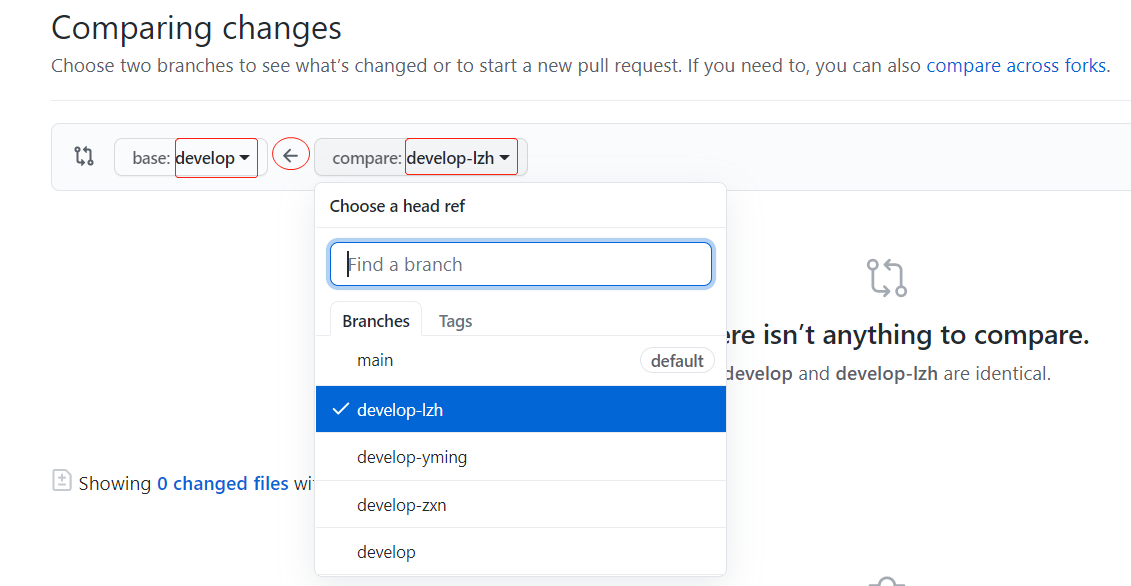 Comparing changes
Choose two branches to see what's changed or to start a new pull request. If you need to, you can also compare across forks.
base: develop compare: develop-lzh
Choose a head ref
Find a branch
Branches Tags
main default
develop-lzh
develop-yming
develop-zxn
develop
ere isn't anything to compare.
develop and develop-lzh are identical.
Showing 0 changed files